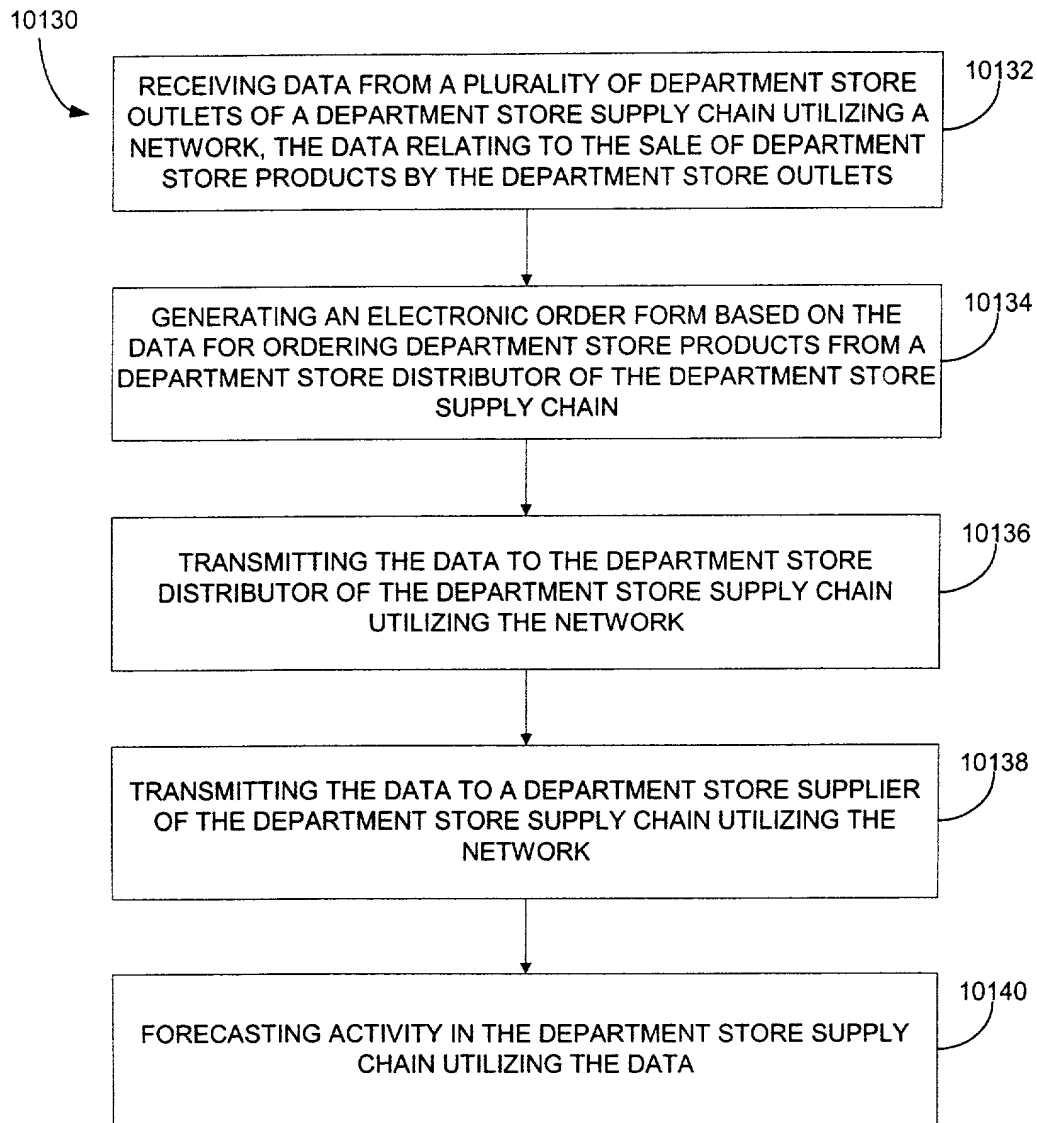 10130
10132
RECEIVING DATA FROM A PLURALITY OF DEPARTMENT STORE
OUTLETS OF A DEPARTMENT STORE SUPPLY CHAIN UTILIZING A
NETWORK, THE DATA RELATING TO THE SALE OF DEPARTMENT
STORE PRODUCTS BY THE DEPARTMENT STORE OUTLETS
10134
GENERATING AN ELECTRONIC ORDER FORM BASED ON THE
DATA FOR ORDERING DEPARTMENT STORE PRODUCTS FROM A
DEPARTMENT STORE DISTRIBUTOR OF THE DEPARTMENT STORE
SUPPLY CHAIN
10136
TRANSMITTING THE DATA TO THE DEPARTMENT STORE
DISTRIBUTOR OF THE DEPARTMENT STORE SUPPLY CHAIN
UTILIZING THE NETWORK
10138
TRANSMITTING THE DATA TO A DEPARTMENT STORE SUPPLIER
OF THE DEPARTMENT STORE SUPPLY CHAIN UTILIZING THE
NETWORK
10140
FORECASTING ACTIVITY IN THE DEPARTMENT STORE SUPPLY
CHAIN UTILIZING THE DATA